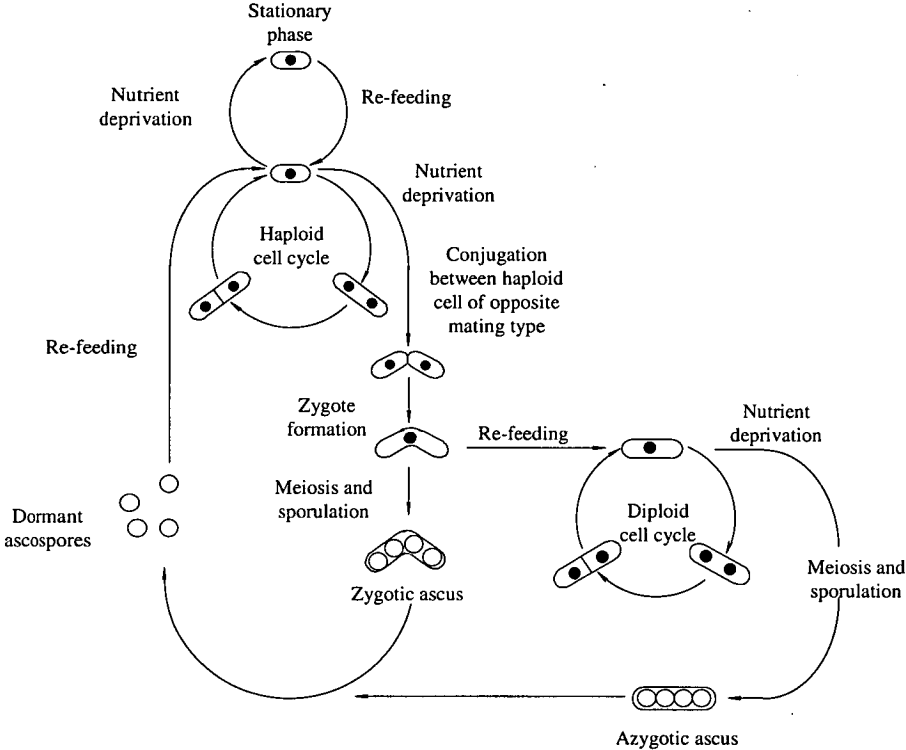 Stationary
phase
Nutrient
deprivation
Re-feeding
Nutrient
deprivation
Haploid
cell cycle
Conjugation
between haploid
cell of opposite
mating type
Re-feeding
Zygote
formation
Re-feeding
Nutrient
deprivation
Meiosis and
sporulation
Dormant
ascospores
Diploid
cell cycle
Meiosis and
sporulation
Zygotic ascus
Azygotic ascus